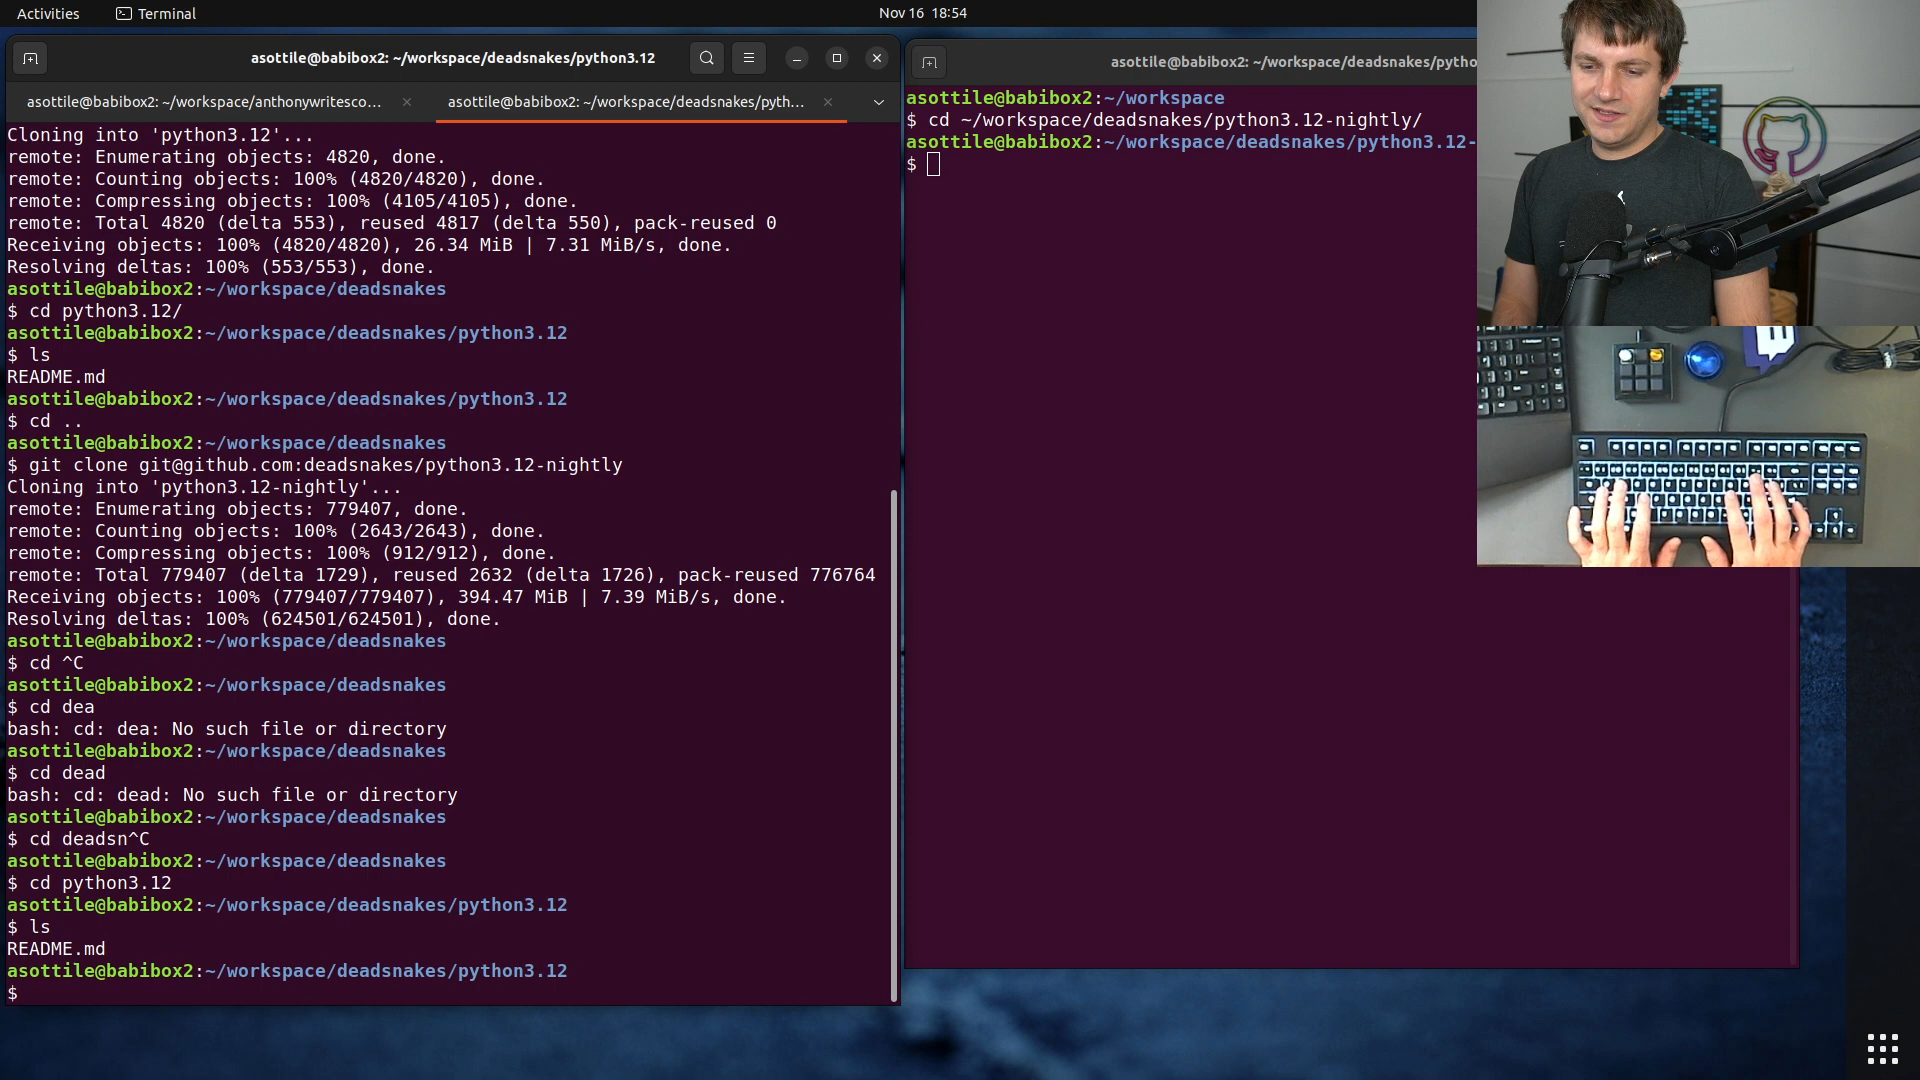 Activities
Terminal
Nov 16 18:54
asottile@babibox2: ~/workspace/deadsnakes/python3.12
asottile@babibox2: ~/workspace/anthonywritesco…
asottile@babibox2: ~/workspace/deadsnakes/pyth…
Cloning into 'python3.12'...
remote: Enumerating objects: 4820, done.
remote: Counting objects: 100% (4820/4820), done.
remote: Compressing objects: 100% (4105/4105), done.
remote: Total 4820 (delta 553), reused 4817 (delta 550), pack-reused 0
Receiving objects: 100% (4820/4820), 26.34 MiB | 7.31 MiB/s, done.
Resolving deltas: 100% (553/553), done.
asottile@babibox2:~/workspace/deadsnakes
$ cd python3.12/
asottile@babibox2:~/workspace/deadsnakes/python3.12
$ ls
README.md
asottile@babibox2:~/workspace/deadsnakes/python3.12
$ cd ..
asottile@babibox2:~/workspace/deadsnakes
$ git clone git@github.com:deadsnakes/python3.12-nightly
Cloning into 'python3.12-nightly'...
remote: Enumerating objects: 779407, done.
remote: Counting objects: 100% (2643/2643), done.
remote: Compressing objects: 100% (912/912), done.
remote: Total 779407 (delta 1729), reused 2632 (delta 1726), pack-reused 776764
Receiving objects: 100% (779407/779407), 394.47 MiB | 7.39 MiB/s, done.
Resolving deltas: 100% (624501/624501), done.
asottile@babibox2:~/workspace/deadsnakes
$ cd ^C
asottile@babibox2:~/workspace/deadsnakes
$ cd dea
bash: cd: dea: No such file or directory
asottile@babibox2:~/workspace/deadsnakes
$ cd dead
bash: cd: dead: No such file or directory
asottile@babibox2:~/workspace/deadsnakes
$ cd deadsn^C
asottile@babibox2:~/workspace/deadsnakes
$ cd python3.12
asottile@babibox2:~/workspace/deadsnakes/python3.12
$ ls
README.md
asottile@babibox2:~/workspace/deadsnakes/python3.12
$
asottile@babibox2: ~/workspace/deadsnakes/pytho
asottile@babibox2:~/workspace
$ cd ~/workspace/deadsnakes/python3.12-nightly/
asottile@babibox2:~/workspace/deadsnakes/python3.12-
$